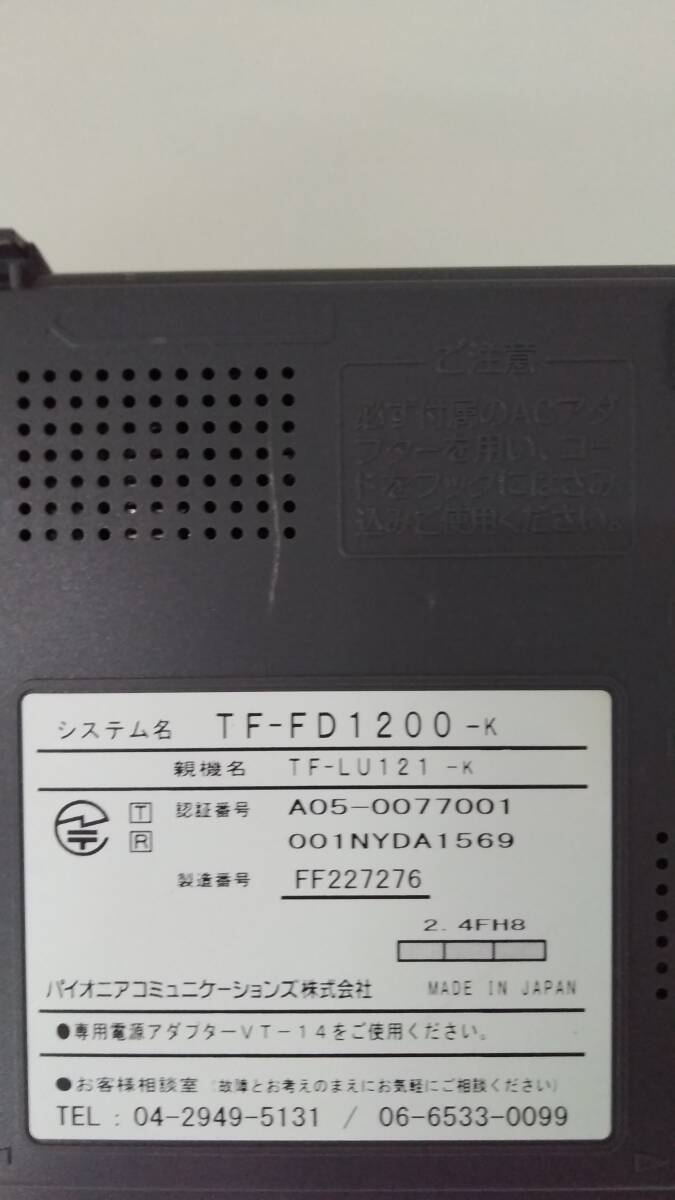 ご注意
必ず付属のACアダ
プターを用い、コー
ドをフックにはさみ
込みご使用ください。
システム名 TF-FD1200-K
親機名 TF-LU121-K
T 認証番号 A05-0077001
R 001NYDA1569
製造番号 FF227276
2.4FH8
パイオニアコミュニケーションズ株式会社 MADE IN JAPAN
●専用電源アダプターVT-14をご使用ください。
●お客様相談室(故障とお考えのまえにお気軽にご相談ください)
TEL : 04-2949-5131 / 06-6533-0099